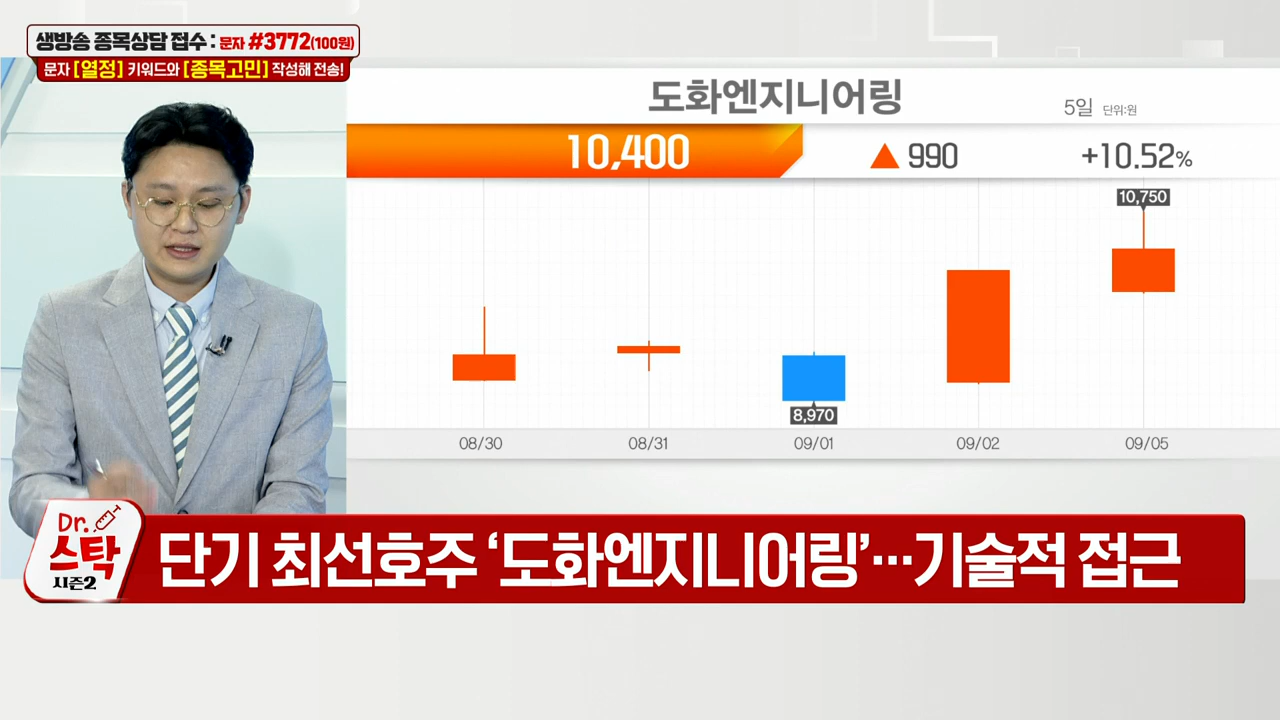 생방송 종목상담 접수 : 문자 #3772(100원)
문자 [열정] 키워드와 [종목고민] 작성해 전송!
도화엔지니어링
5일 단위:원
10,400 ▲ 990 +10.52%
10,750
8,970
08/30 08/31 09/01 09/02 09/05
Dr.
스탁
시즌2
단기 최선호주 ‘도화엔지니어링’…기술적 접근